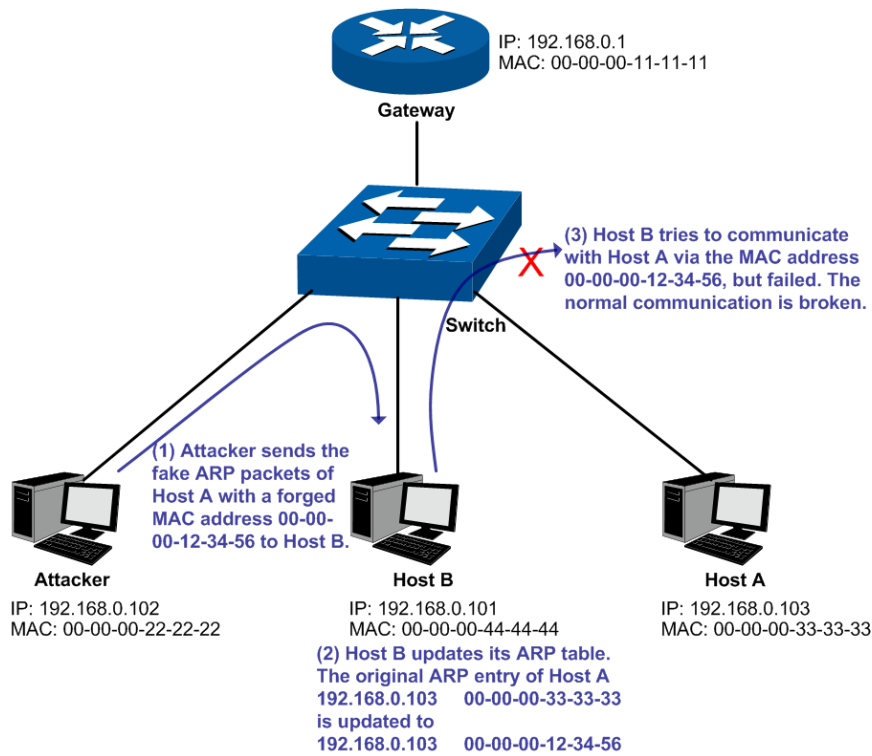 IP: 192.168.0.1
MAC: 00-00-00-11-11-11
Gateway
(3) Host B tries to communicate
with Host A via the MAC address
00-00-00-12-34-56, but failed. The
normal communication is broken.
X
Switch
(1) Attacker sends the
fake ARP packets of
Host A with a forged
MAC address 00-00-
00-12-34-56 to Host B.
Attacker
IP: 192.168.0.102
MAC: 00-00-00-22-22-22
Host B
IP: 192.168.0.101
MAC: 00-00-00-44-44-44
Host A
IP: 192.168.0.103
MAC: 00-00-00-33-33-33
(2) Host B updates its ARP table.
The original ARP entry of Host A
192.168.0.103 00-00-00-33-33-33
is updated to
192.168.0.103 00-00-00-12-34-56